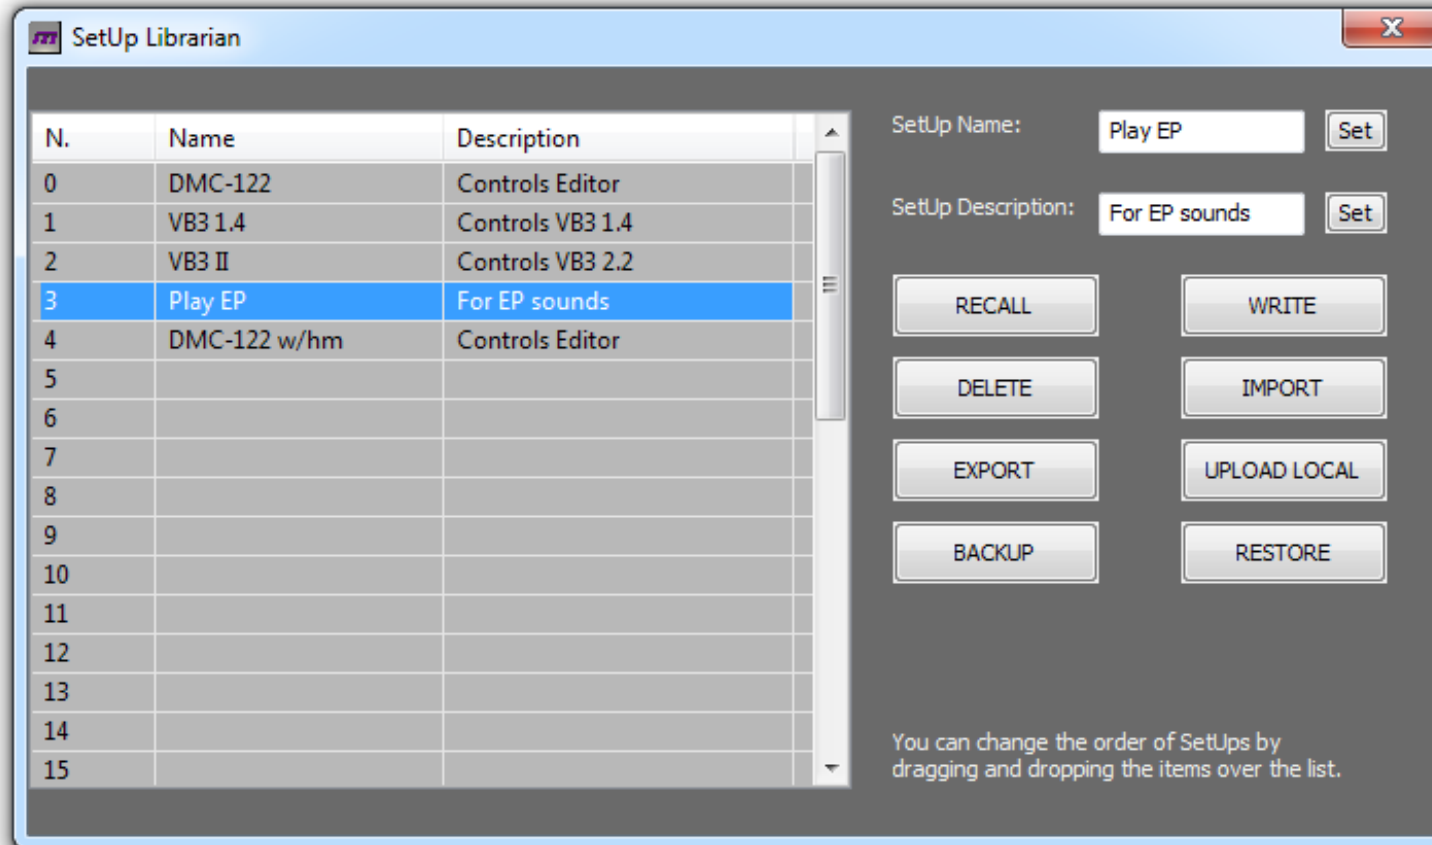 SetUp Librarian
N. Name Description
0 DMC-122 Controls Editor
1 VB3 1.4 Controls VB3 1.4
2 VB3 II Controls VB3 2.2
3 Play EP For EP sounds
4 DMC-122 w/hm Controls Editor
5
6
7
8
9
10
11
12
13
14
15
SetUp Name: Play EP Set
SetUp Description: For EP sounds Set
RECALL WRITE
DELETE IMPORT
EXPORT UPLOAD LOCAL
BACKUP RESTORE
You can change the order of SetUps by
dragging and dropping the items over the list.